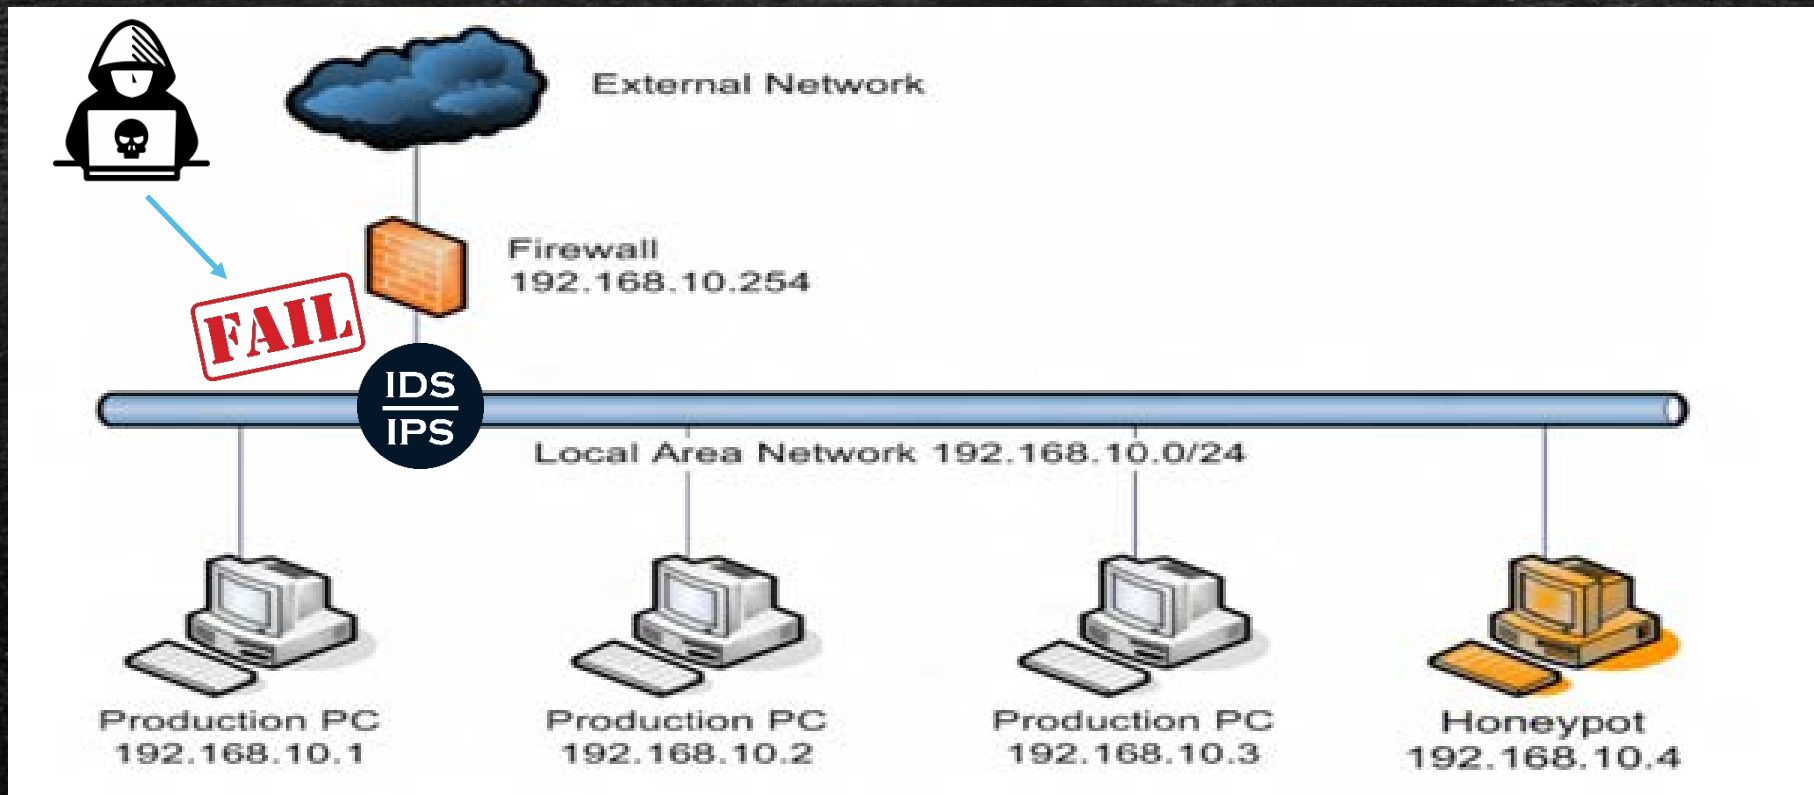 External Network
Firewall
192.168.10.254
FAIL
IDS
IPS
Local Area Network 192.168.10.0/24
Production PC
192.168.10.1
Production PC
192.168.10.2
Production PC
192.168.10.3
Honeypot
192.168.10.4